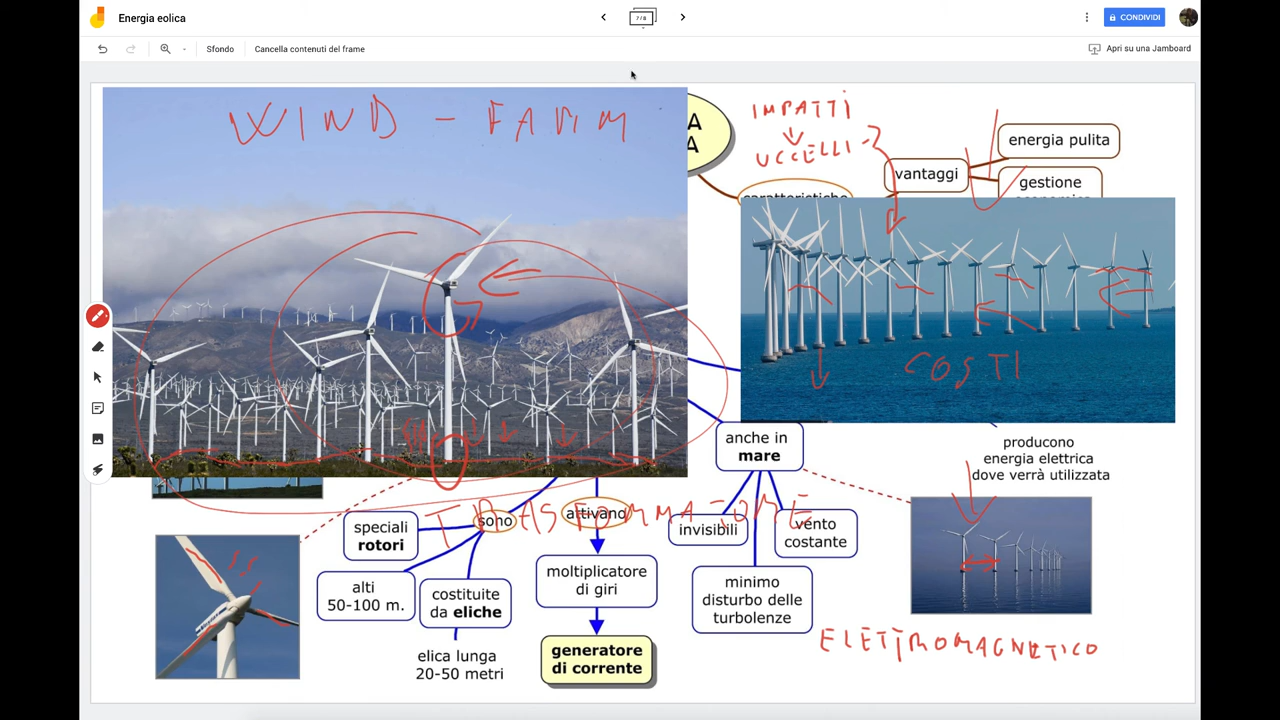 Energia eolica
7 / 8
CONDIVIDI
Sfondo
Cancella contenuti del frame
Apri su una Jamboard
WIND - FARM
A
A
IMPATTI
UCCELLI
vantaggi
energia pulita
gestione
caratteristiche
COSTI
anche in
mare
producono
energia elettrica
dove verrà utilizzata
TRASFORMATORE
speciali
rotori
sono
attivano
invisibili
vento
costante
alti
50-100 m.
costituite
da eliche
moltiplicatore
di giri
minimo
disturbo delle
turbolenze
elica lunga
20-50 metri
generatore
di corrente
ELETTROMAGNETICO